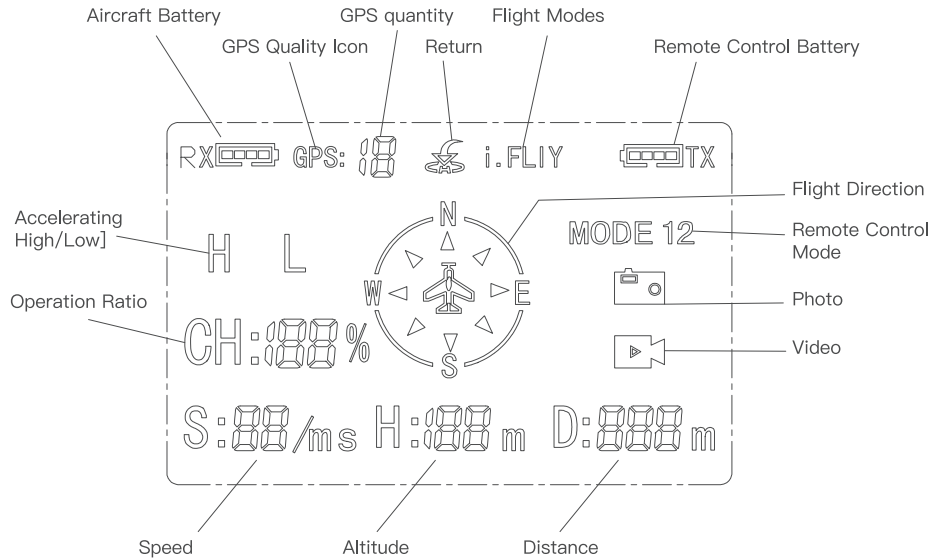 Aircraft Battery
GPS quantity
Flight Modes
GPS Quality Icon
Return
Remote Control Battery
RX
GPS: 18
i.FLIY
TX
Flight Direction
Accelerating
High/Low]
H L
N
W
E
S
MODE 12
Remote Control
Mode
Operation Ratio
CH:188%
Photo
Video
S:88/ms
H:188 m
D:888m
Speed
Altitude
Distance